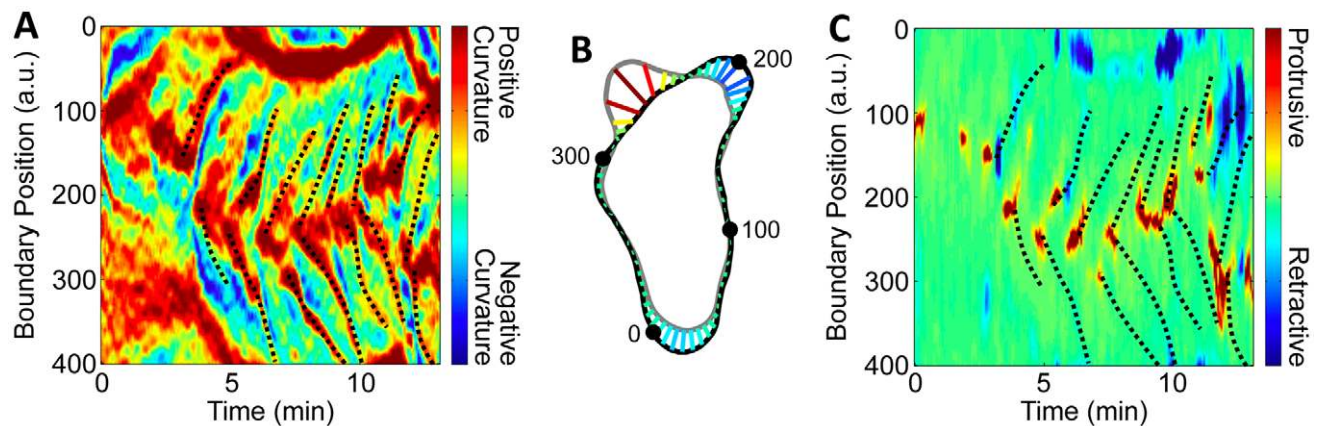 A
Boundary Position (a.u.)
0
100
200
300
400
0
5
10
Time (min)
Positive
Curvature
Negative
Curvature
B
200
300
100
0
C
Boundary Position (a.u.)
0
100
200
300
400
0
5
10
Time (min)
Protrusive
Retractive